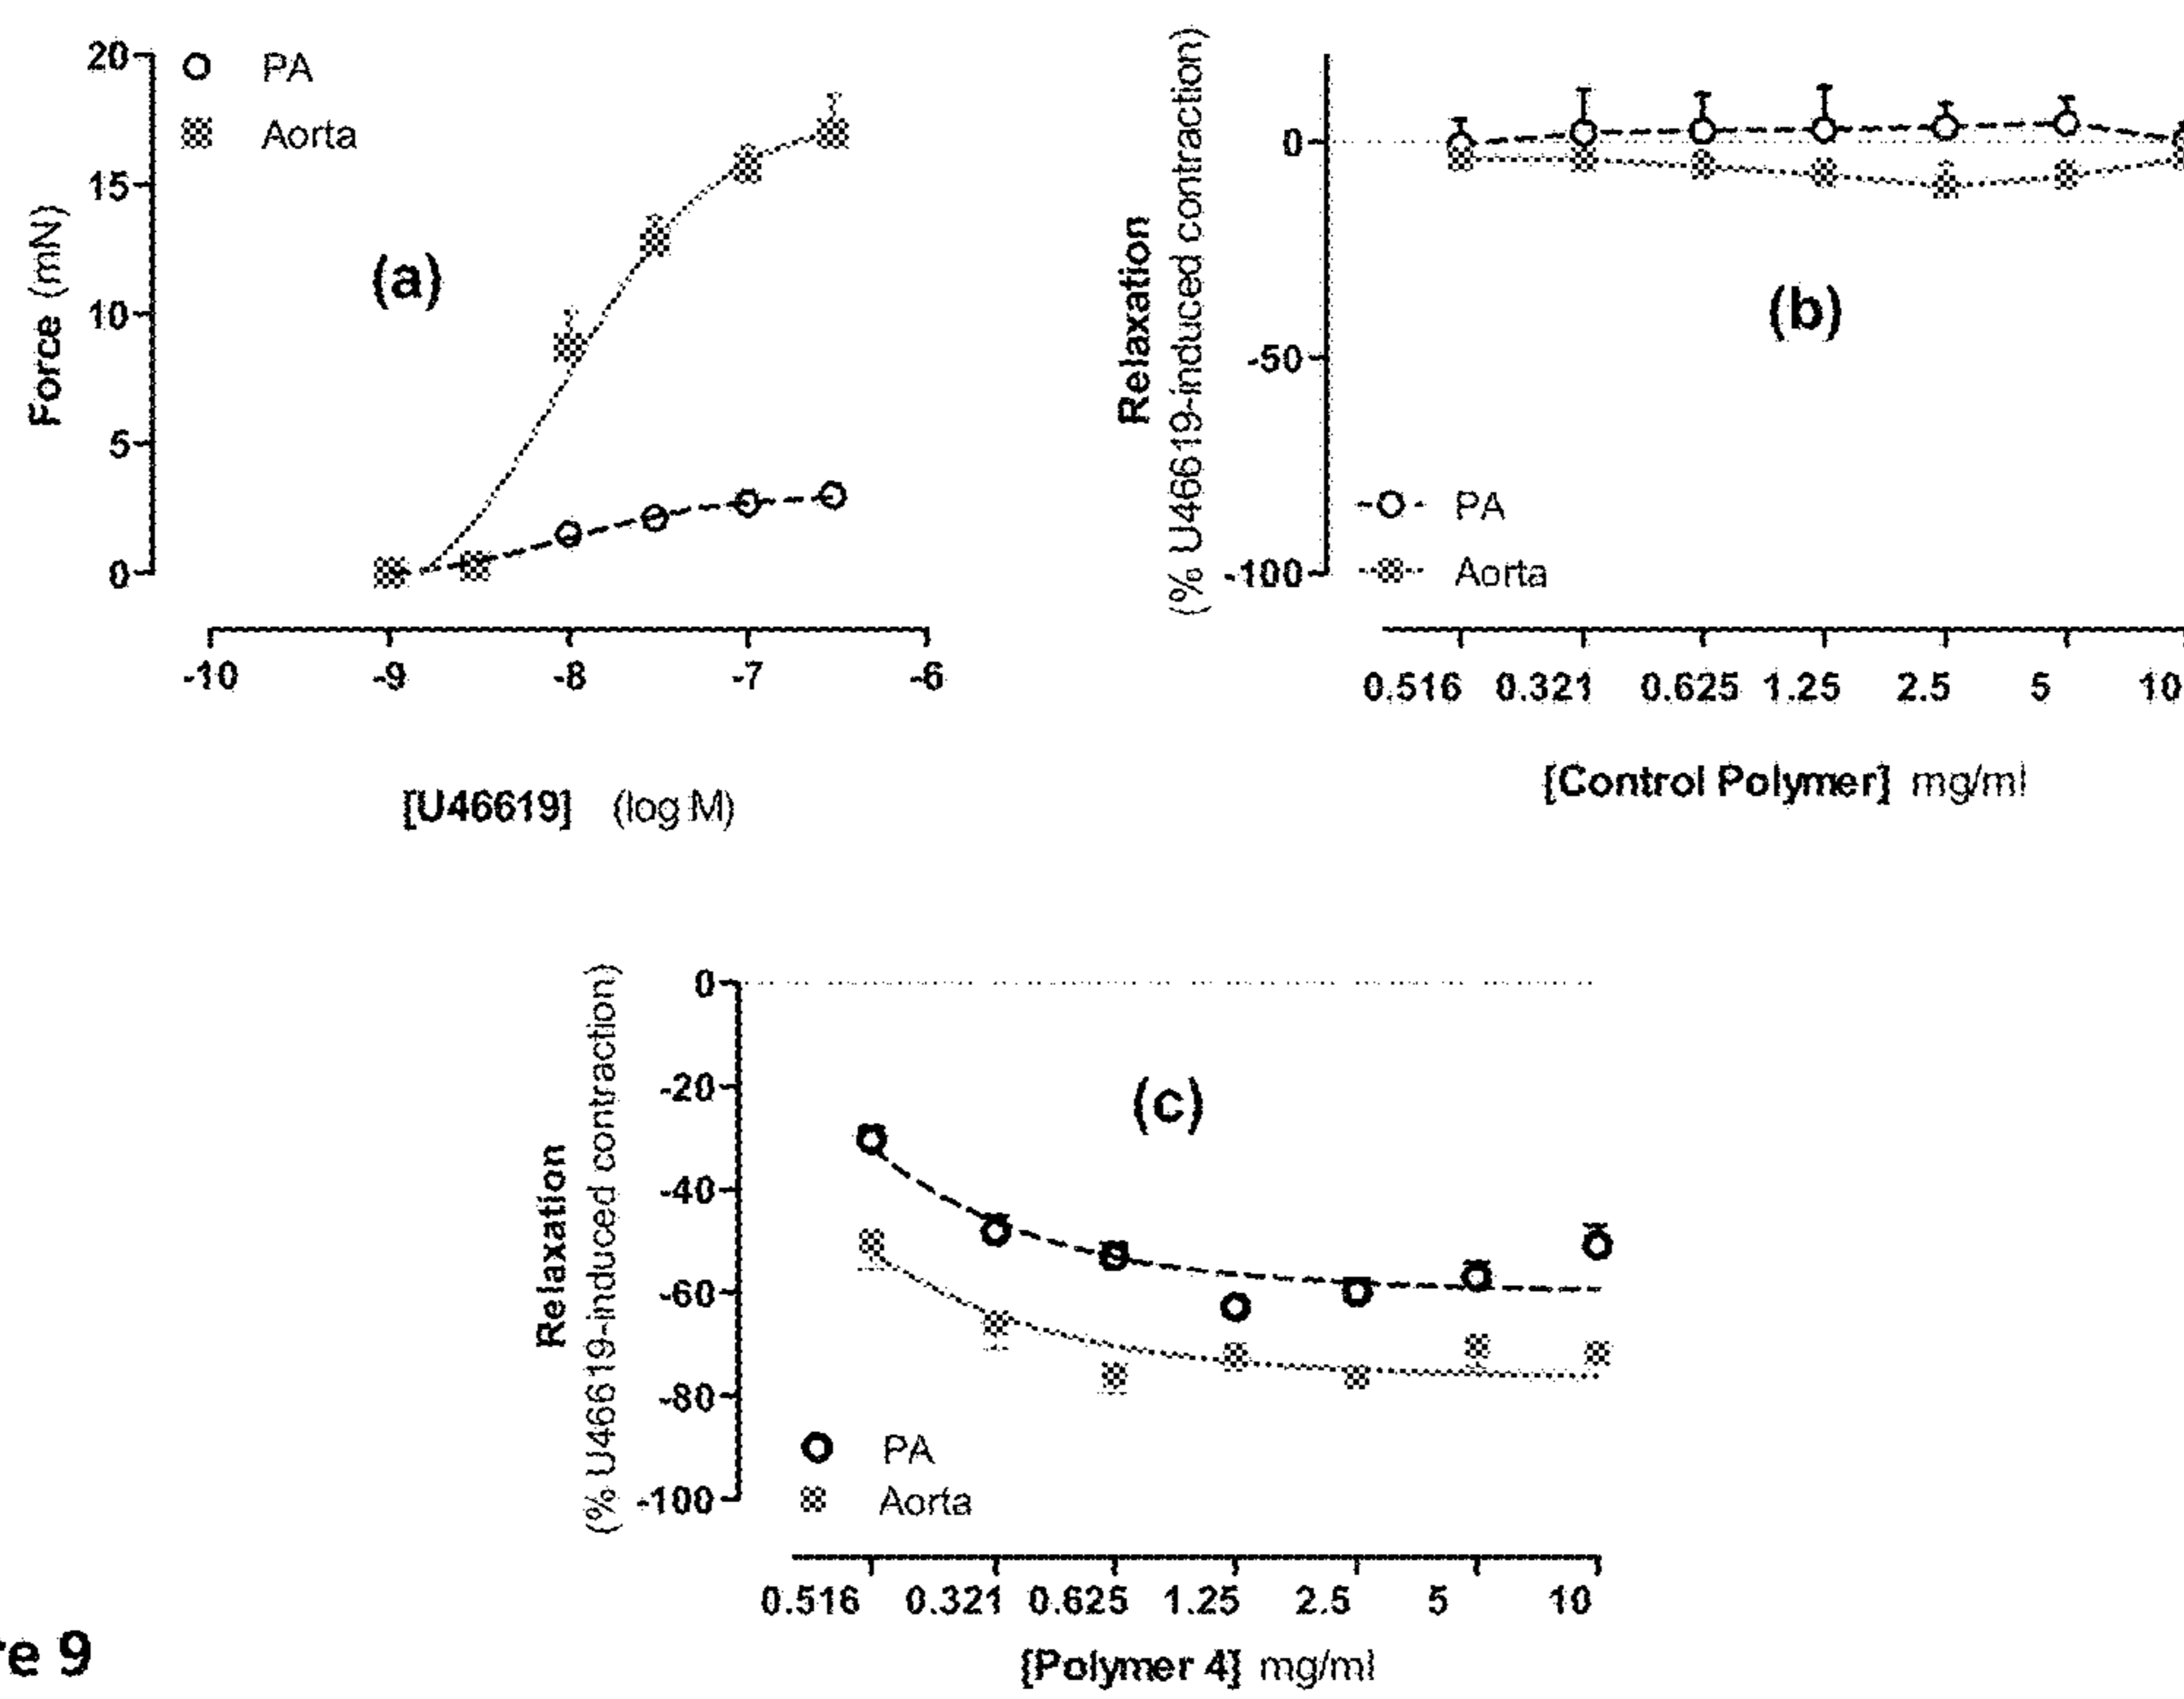 20
15
10
5
0
PA
Aorta
(a)
Force (mN)
-10 -9 -8 -7 -6
[U46619] (log M)
0
-50
-100
Relaxation
(% U46619-induced contraction)
(b)
PA
Aorta
0.516 0.321 0.625 1.25 2.5 5 10
[Control Polymer] mg/ml
0
-20
-40
-60
-80
-100
Relaxation
(% U46619-induced contraction)
(c)
PA
Aorta
0.516 0.321 0.625 1.25 2.5 5 10
[Polymer 4] mg/ml
e 9